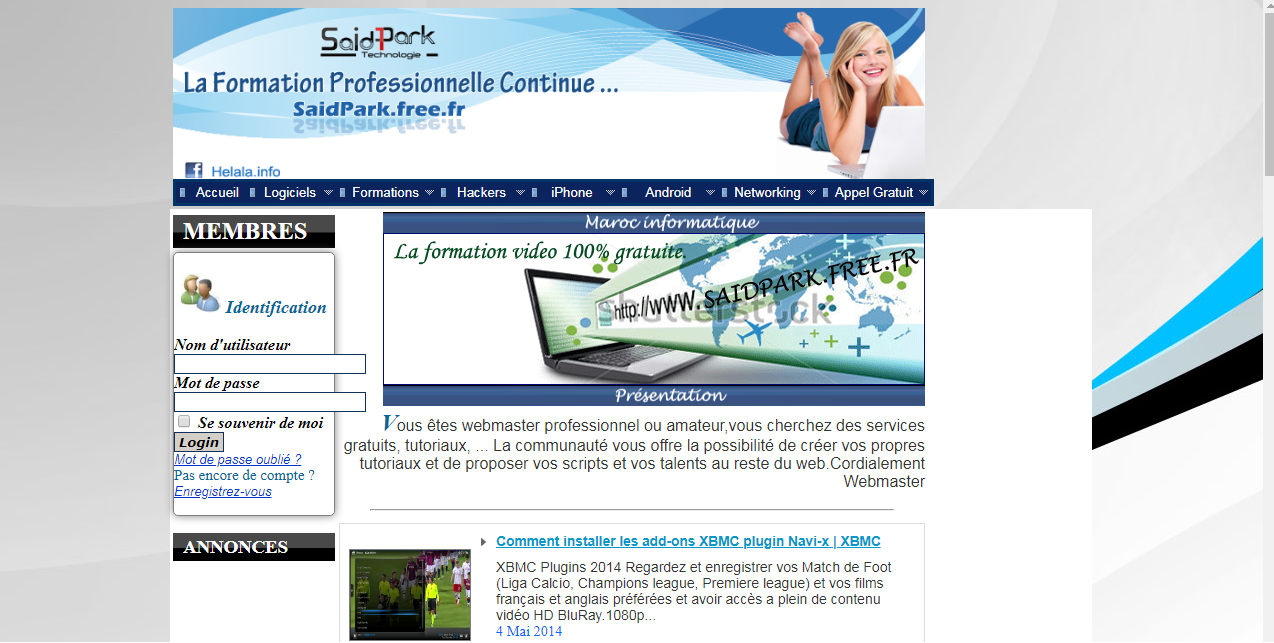 SaidPark
Technologie
La Formation Professionnelle Continue ...
SaidPark.free.fr
Helala.info
Accueil Logiciels Formations Hackers iPhone Android Networking Appel Gratuit
MEMBRES
Identification
Nom d'utilisateur
Mot de passe
Se souvenir de moi
Login
Mot de passe oublié ?
Pas encore de compte ?
Enregistrez-vous
ANNONCES
Maroc informatique
La formation video 100% gratuite.
http://www.SAIDPARK.FREE.FR
shutterstock
Présentation
Vous êtes webmaster professionnel ou amateur,vous cherchez des services
gratuits, tutoriaux, ... La communauté vous offre la possibilité de créer vos propres
tutoriaux et de proposer vos scripts et vos talents au reste du web.Cordialement
Webmaster
Comment installer les add-ons XBMC plugin Navi-x | XBMC
XBMC Plugins 2014 Regardez et enregistrer vos Match de Foot
(Liga Calcio, Champions league, Premiere league) et vos films
français et anglais préférées et avoir accès a plein de contenu
vidéo HD BluRay.1080p...
4 Mai 2014